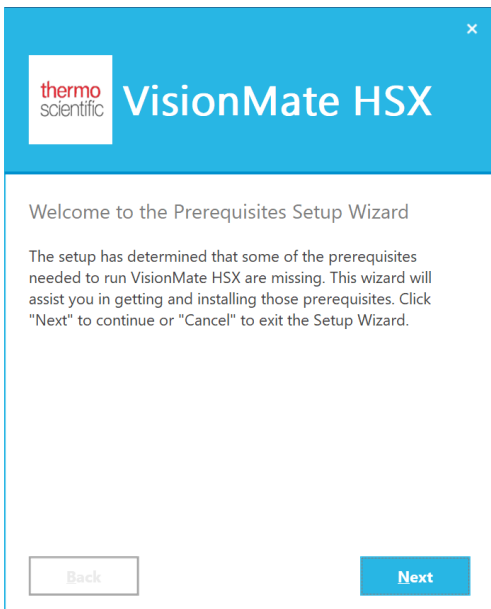 ×
thermo
scientific
VisionMate HSX
Welcome to the Prerequisites Setup Wizard
The setup has determined that some of the prerequisites
needed to run VisionMate HSX are missing. This wizard will
assist you in getting and installing those prerequisites. Click
"Next" to continue or "Cancel" to exit the Setup Wizard.
Back
Next